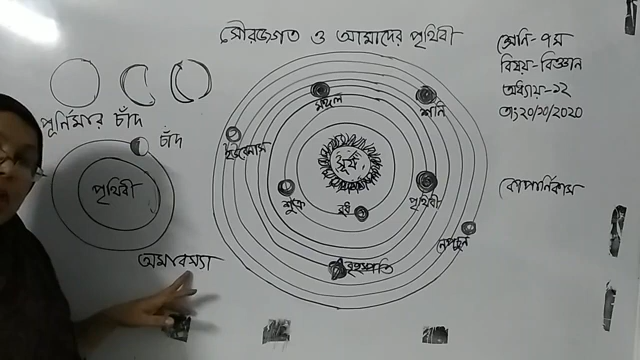 সৌরজগত ও আমাদের পৃথিবী
শ্রেনি-৭ম
বিষয়-বিজ্ঞান
অধ্যায়-১২
তাং২০/১০/২০২০
পূর্নিমার চাঁদ
চাঁদ
পৃথিবী
অমাবস্যা
মঙ্গল
শনি
ইউরেনাস
সূর্য
শুক্র
বুধ
পৃথিবী
নেপচুন
বৃহস্পতি
কোপার্নিকাস